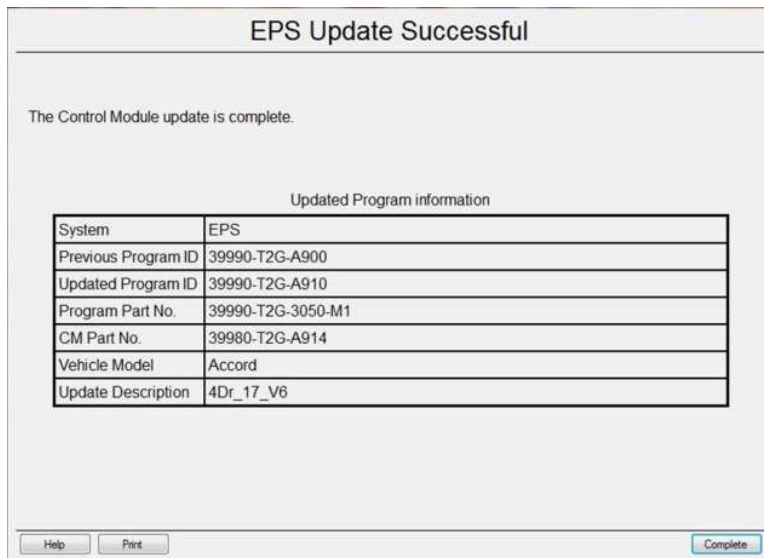 EPS Update Successful
The Control Module update is complete.
Updated Program information
System EPS
Previous Program ID 39990-T2G-A900
Updated Program ID 39990-T2G-A910
Program Part No. 39990-T2G-3050-M1
CM Part No. 39980-T2G-A914
Vehicle Model Accord
Update Description 4Dr_17_V6
Help Print Complete